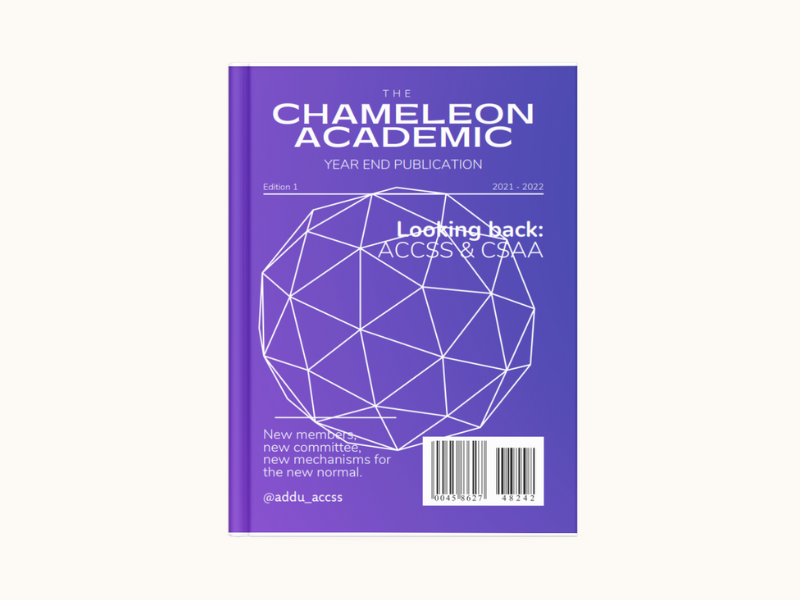 THE
CHAMELEON
ACADEMIC
YEAR END PUBLICATION
Edition 1 2021 - 2022
Looking back:
ACCSS & CSAA
New members,
new committee,
new mechanisms for
the new normal.
@addu_accss
0045 8627 48242